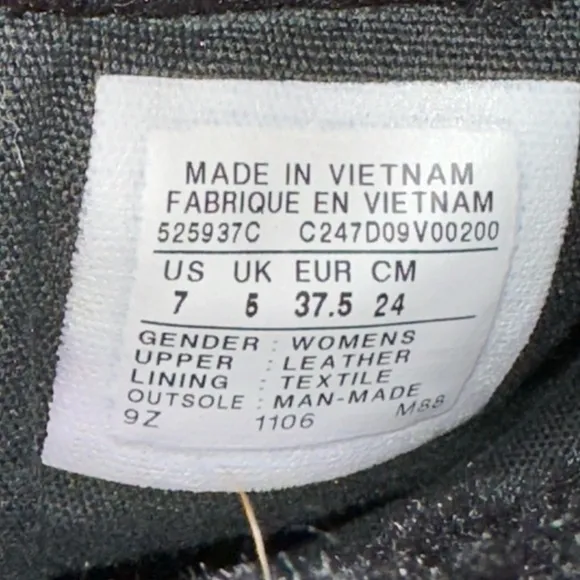 MADE IN VIETNAM
FABRIQUE EN VIETNAM
525937C C247D09V00200
US UK EUR CM
7 5 37.5 24
GENDER : WOMENS
UPPER : LEATHER
LINING : TEXTILE
OUTSOLE : MAN-MADE
9Z 1106 M88